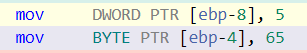 mov DWORD PTR [ebp-8], 5
mov BYTE PTR [ebp-4], 65